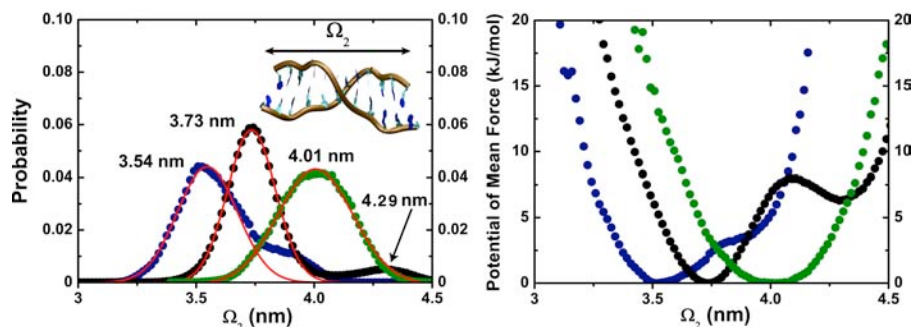 0.10
0.08
0.06
0.04
0.02
0
Probability
Ω2
3.73 nm
3.54 nm
4.01 nm
4.29 nm
0.10
0.08
0.06
0.04
0.02
0
3 3.5 4.0 4.5
Ω2 (nm)
20
15
10
5
0
Potential of Mean Force (kJ/mol)
20
15
10
5
0
3 3.5 4.0 4.5
Ω2 (nm)